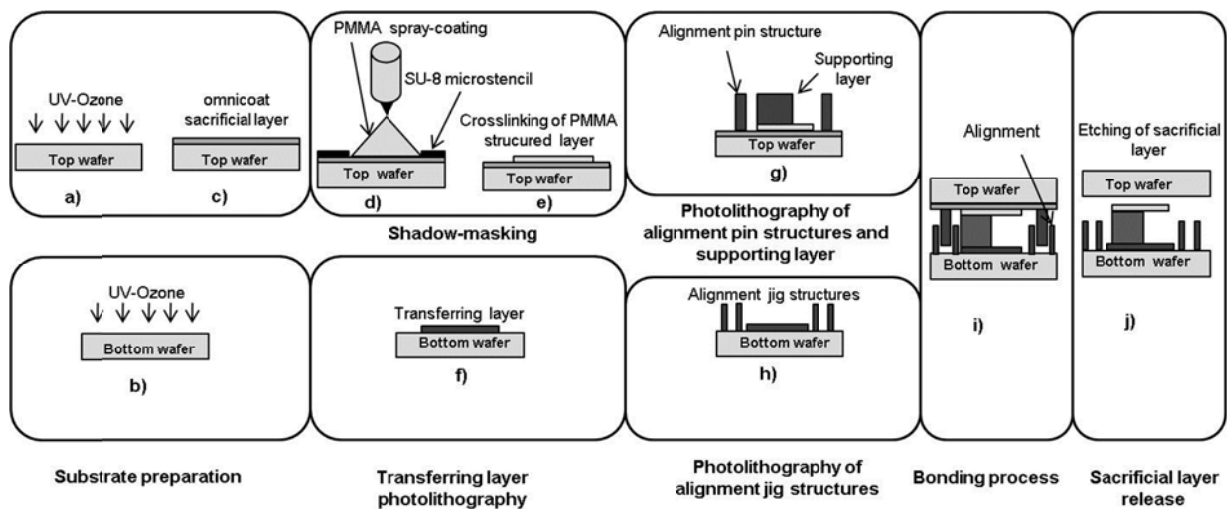 UV-Ozone
Top wafer
a)
omnicoat
sacrificial layer
Top wafer
c)
PMMA spray-coating
SU-8 microstencil
Top wafer
d)
Crosslinking of PMMA
strucured layer
Top wafer
e)
Shadow-masking
Alignment pin structure
Supporting
layer
Top wafer
g)
Photolithography of
alignment pin structures and
supporting layer
UV-Ozone
Bottom wafer
b)
Transferring layer
Bottom wafer
f)
Alignment jig structures
Bottom wafer
h)
Alignment
Top wafer
Bottom wafer
i)
Etching of sacrificial
layer
Top wafer
Bottom wafer
j)
Substrate preparation
Transferring layer
photolithography
Photolithography of
alignment jig structures
Bonding process
Sacrificial layer
release